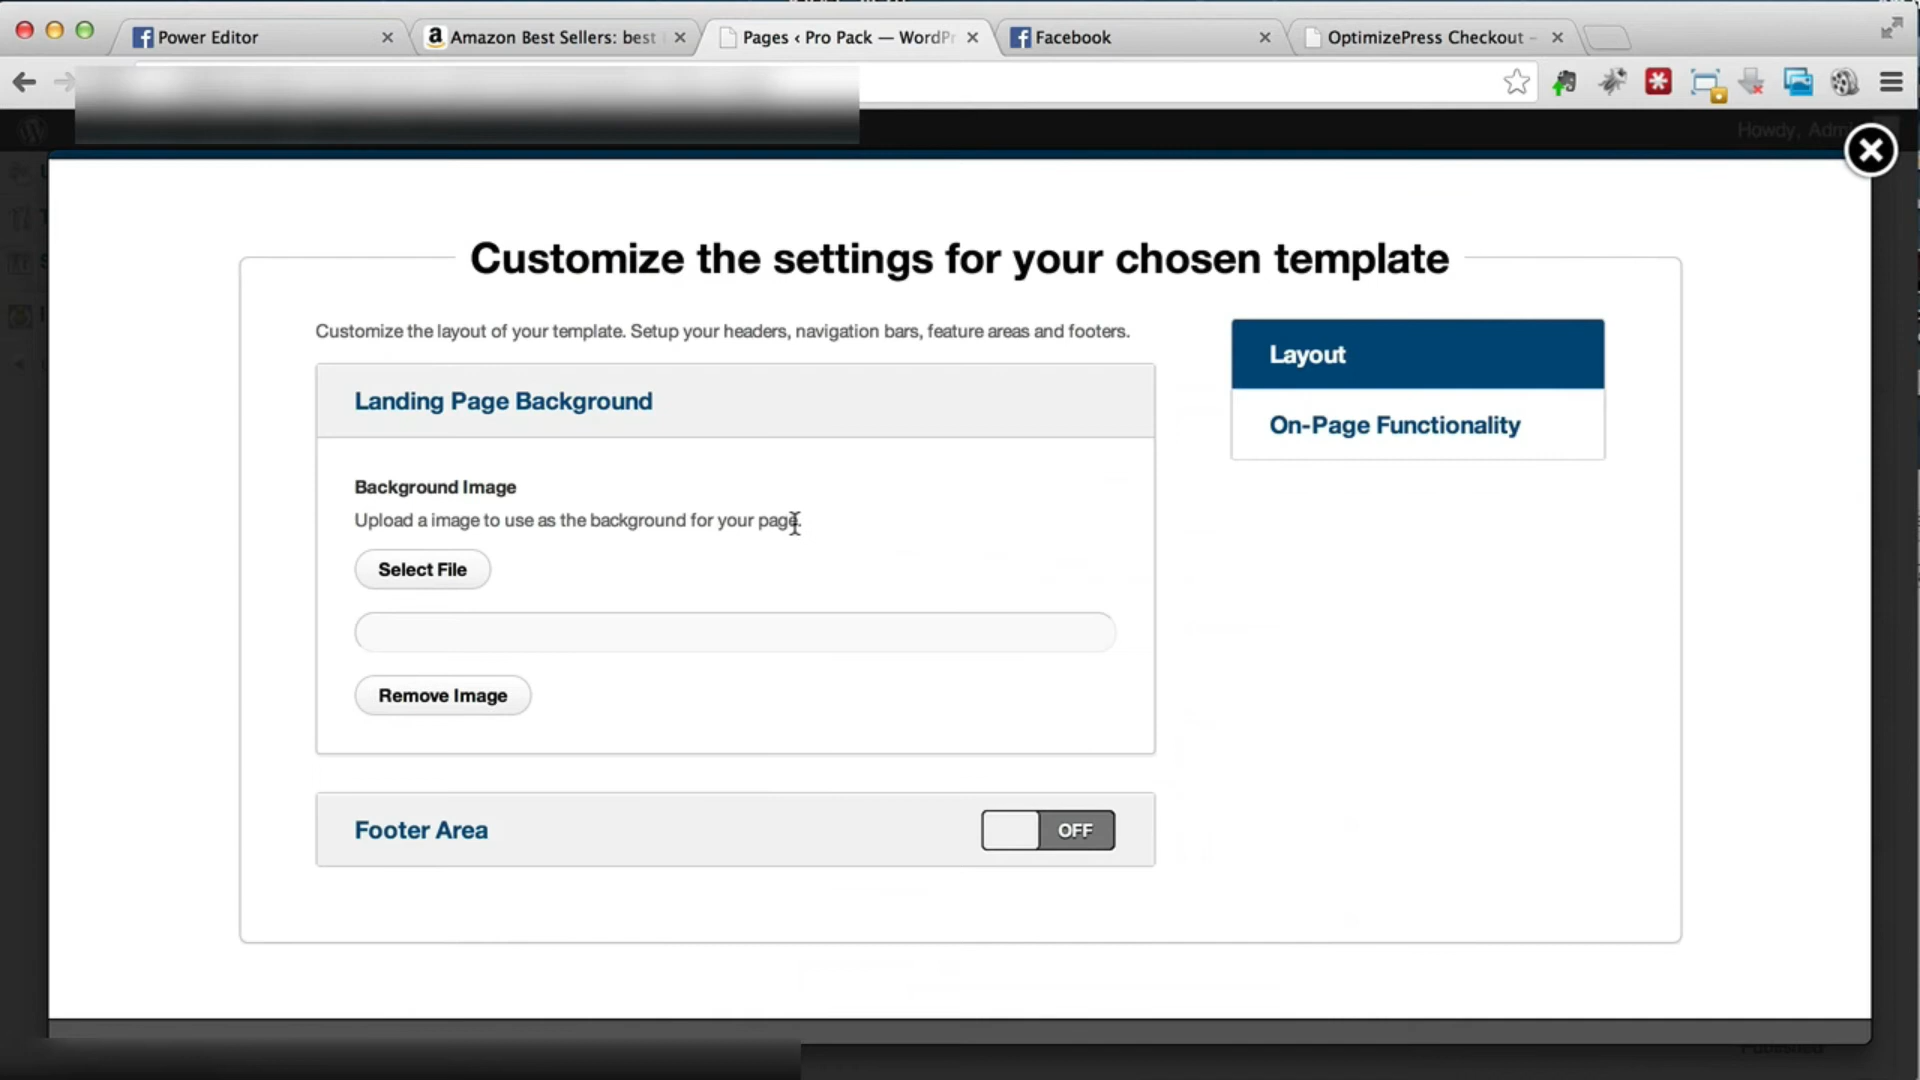 Power Editor
Amazon Best Sellers: best
Pages ‹ Pro Pack — WordPr
Facebook
OptimizePress Checkout –
Howdy, Admi
Customize the settings for your chosen template
Customize the layout of your template. Setup your headers, navigation bars, feature areas and footers.
Layout
On-Page Functionality
Landing Page Background
Background Image
Upload a image to use as the background for your page.
Select File
Remove Image
Footer Area
OFF